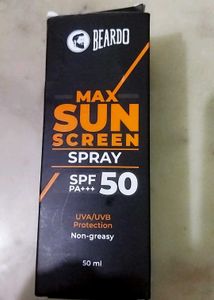 BEARDO
MAX
SUN
SCREEN
SPRAY
SPF 50
PA+++
UVA/UVB
Protection
Non-greasy
50 ml